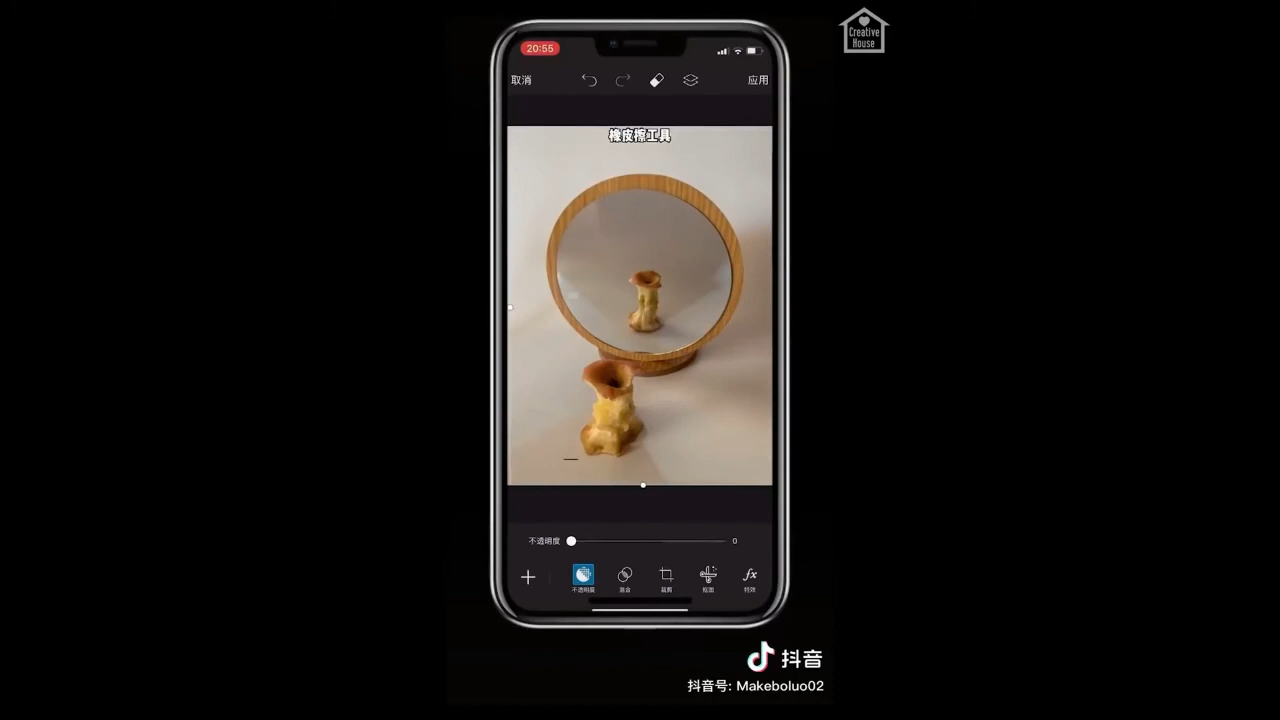 Creative
House
20:55
取消
应用
橡皮擦工具
不透明度
0
不透明度
混合
裁剪
抠图
fx
特效
抖音
抖音号: Makeboluo02